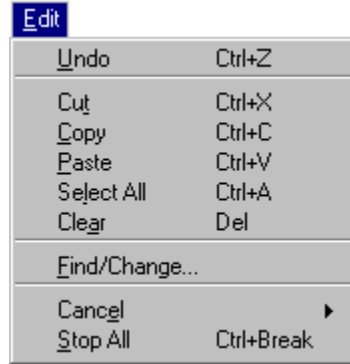 Edit
Undo Ctrl+Z
Cut Ctrl+X
Copy Ctrl+C
Paste Ctrl+V
Select All Ctrl+A
Clear Del
Find/Change...
Cancel
Stop All Ctrl+Break